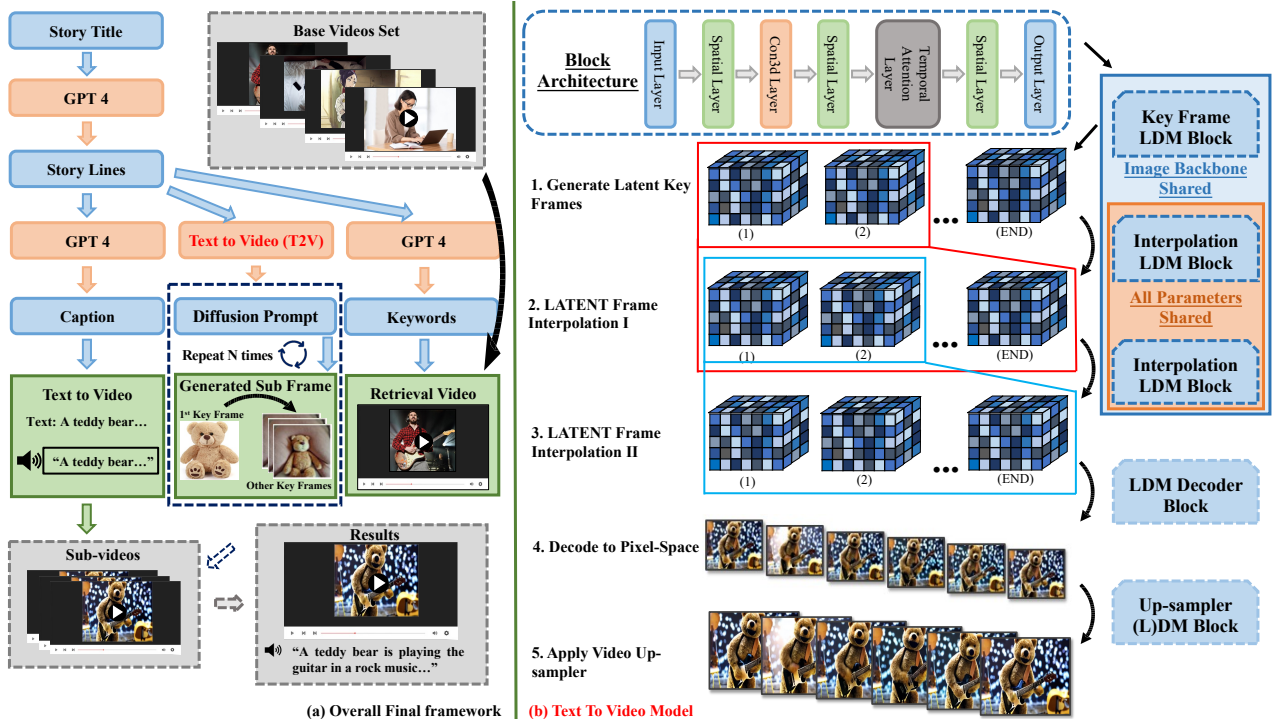 Story Title
GPT 4
Story Lines
GPT 4
Text to Video (T2V)
GPT 4
Caption
Diffusion Prompt
Keywords
Base Videos Set
Repeat N times
Text to Video
Text: A teddy bear…
“A teddy bear…”
Generated Sub Frame
1st Key Frame
Other Key Frames
Retrieval Video
Sub-videos
Results
“A teddy bear is playing the
guitar in a rock music…”
(a) Overall Final framework
Block
Architecture
Input Layer
Spatial Layer
Con3d Layer
Spatial Layer
Temporal
Attention
Layer
Spatial Layer
Output Layer
Key Frame
LDM Block
Image Backbone
Shared
Interpolation
LDM Block
All Parameters
Shared
Interpolation
LDM Block
1. Generate Latent Key
Frames
(1)
(2)
(END)
2. LATENT Frame
Interpolation I
(1)
(2)
(END)
3. LATENT Frame
Interpolation II
(1)
(2)
(END)
LDM Decoder
Block
4. Decode to Pixel-Space
Up-sampler
(L)DM Block
5. Apply Video Up-
sampler
(b) Text To Video Model